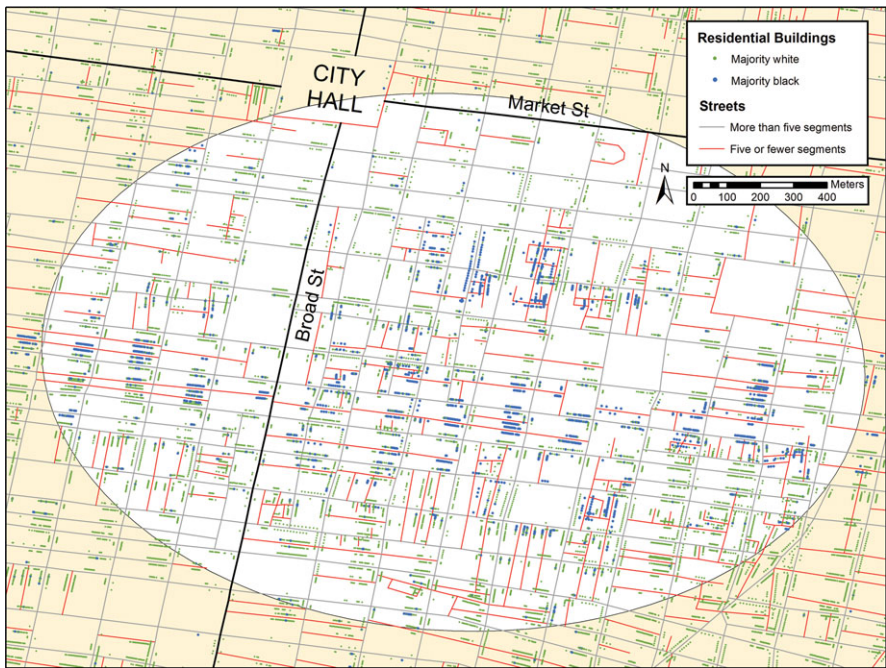 CITY
HALL
Market St
Broad St
Residential Buildings
Majority white
Majority black
Streets
More than five segments
Five or fewer segments
N
Meters
0 100 200 300 400